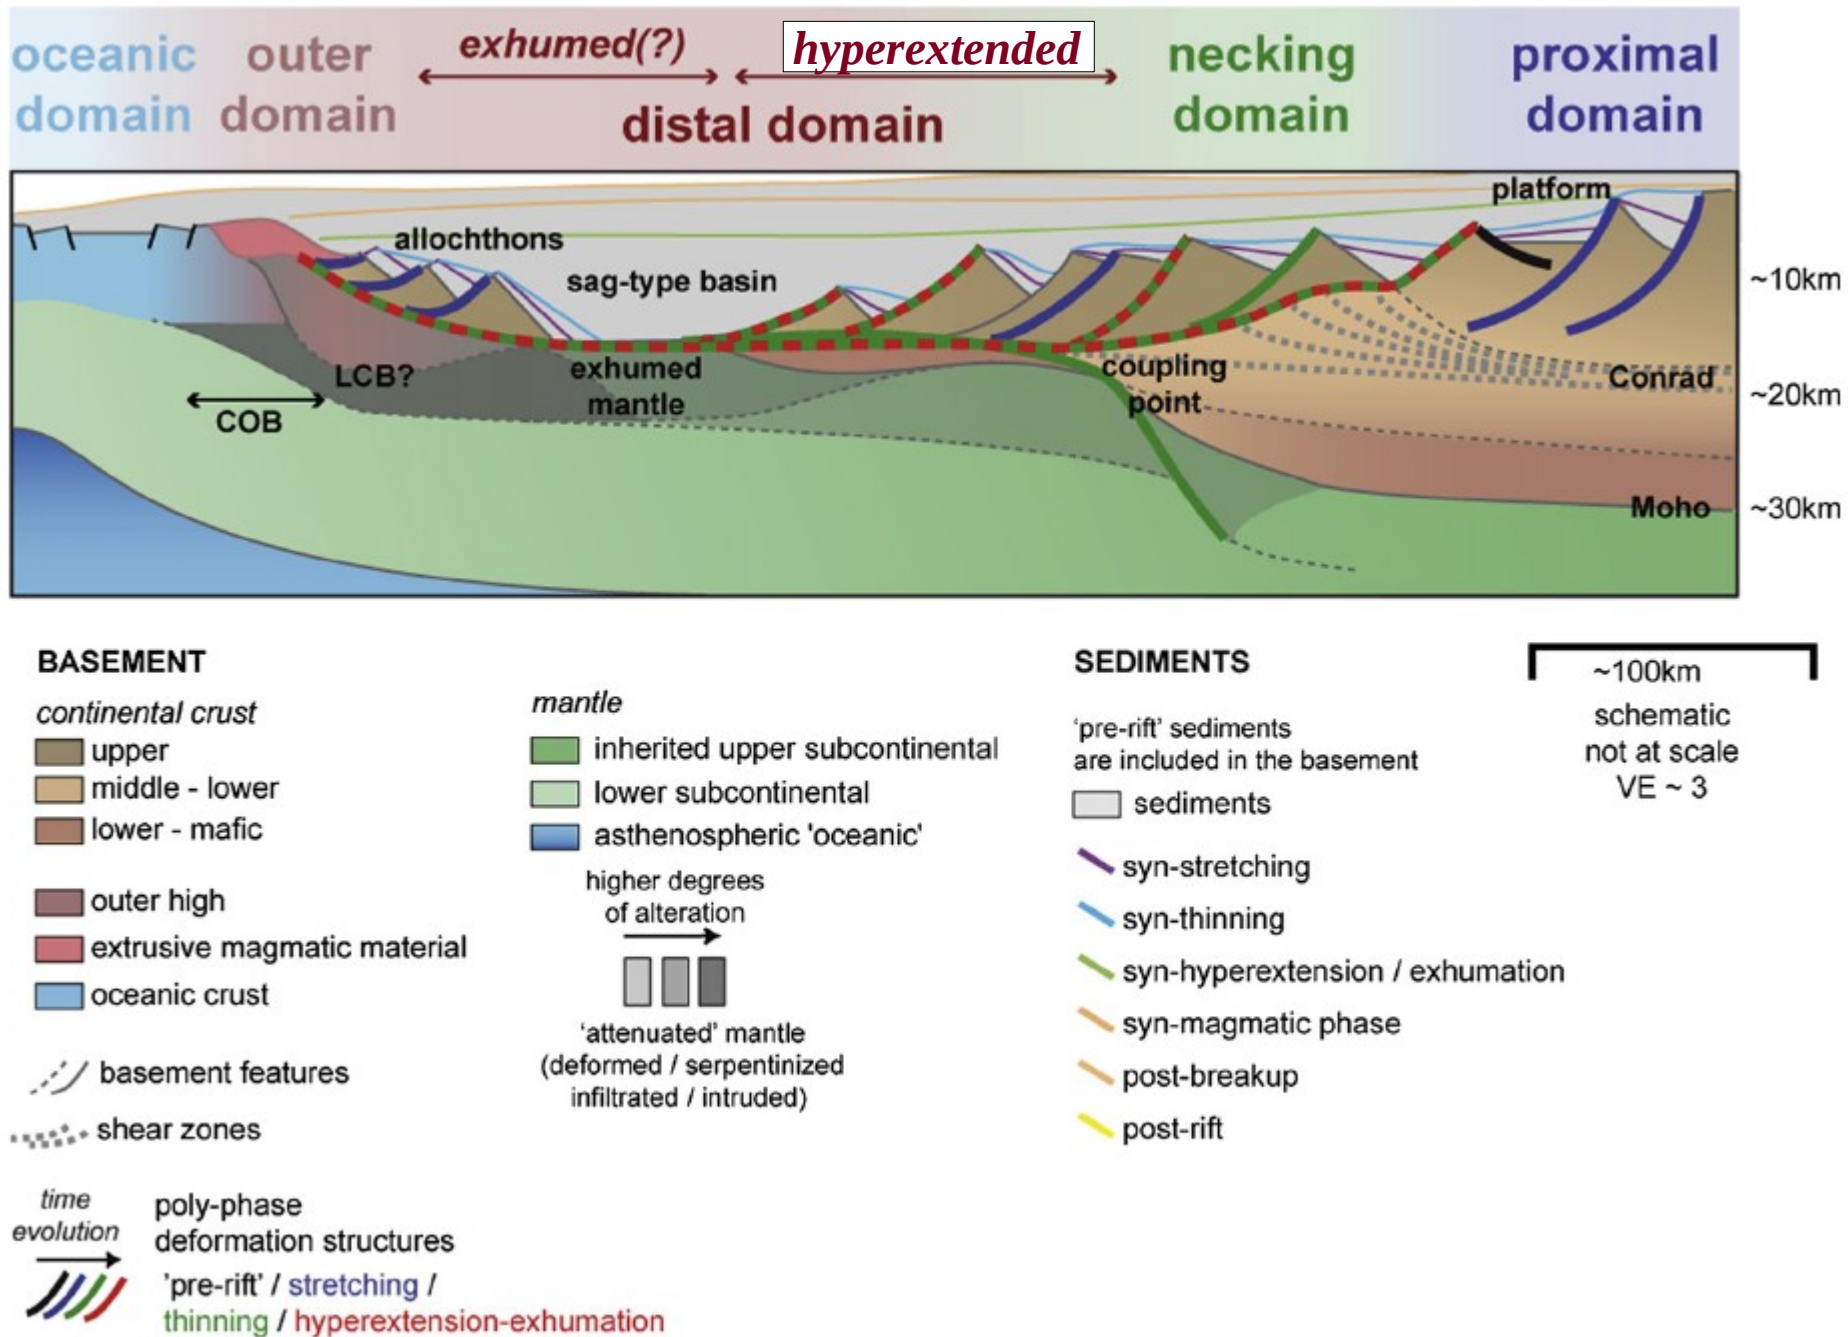 oceanic
domain
outer
domain
exhumed(?)
hyperextended
distal domain
necking
domain
proximal
domain
platform
allochthons
sag-type basin
~10km
LCB?
exhumed
mantle
coupling
point
Conrad
~20km
COB
Moho
~30km
BASEMENT
continental crust
upper
middle - lower
lower - mafic
outer high
extrusive magmatic material
oceanic crust
basement features
shear zones
time
evolution
poly-phase
deformation structures
'pre-rift' / stretching /
thinning / hyperextension-exhumation
mantle
inherited upper subcontinental
lower subcontinental
asthenospheric 'oceanic'
higher degrees
of alteration
'attenuated' mantle
(deformed / serpentinized
infiltrated / intruded)
SEDIMENTS
'pre-rift' sediments
are included in the basement
sediments
syn-stretching
syn-thinning
syn-hyperextension / exhumation
syn-magmatic phase
post-breakup
post-rift
~100km
schematic
not at scale
VE ~ 3